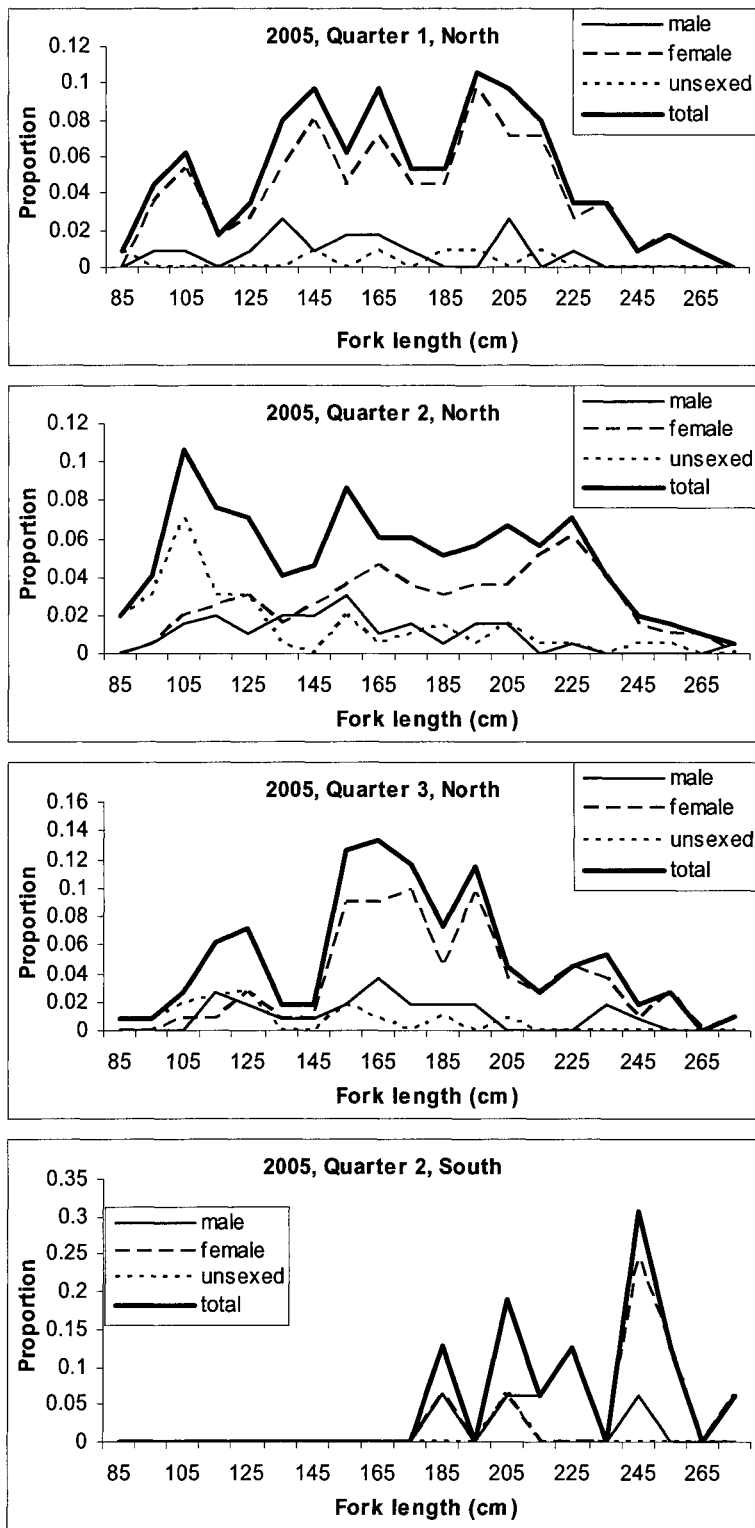 2005, Quarter 1, North
male
female
unsexed
total
Proportion
0.12
0.1
0.08
0.06
0.04
0.02
0
85 105 125 145 165 185 205 225 245 265
Fork length (cm)
2005, Quarter 2, North
male
female
unsexed
total
Proportion
0.12
0.1
0.08
0.06
0.04
0.02
0
85 105 125 145 165 185 205 225 245 265
Fork length (cm)
2005, Quarter 3, North
male
female
unsexed
total
Proportion
0.16
0.14
0.12
0.1
0.08
0.06
0.04
0.02
0
85 105 125 145 165 185 205 225 245 265
Fork length (cm)
2005, Quarter 2, South
male
female
unsexed
total
Proportion
0.35
0.3
0.25
0.2
0.15
0.1
0.05
0
85 105 125 145 165 185 205 225 245 265
Fork length (cm)